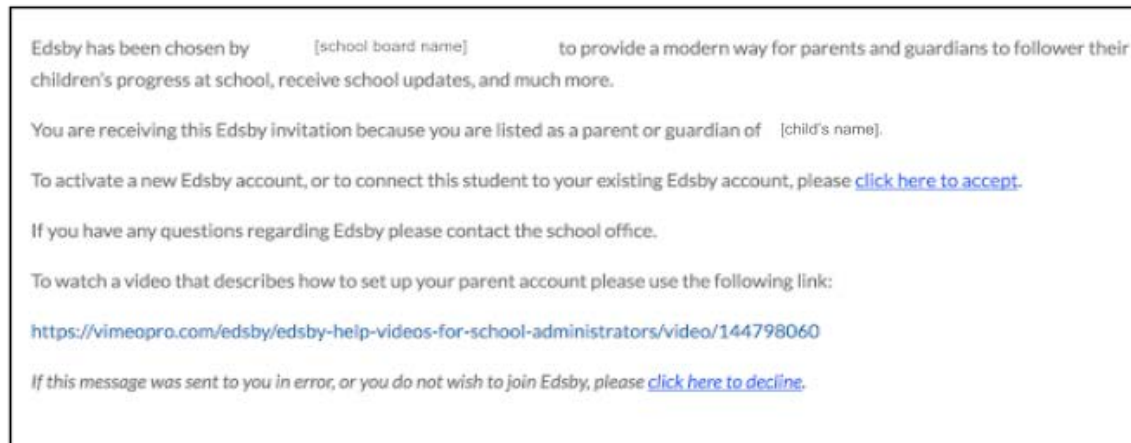 Edsby has been chosen by [school board name] to provide a modern way for parents and guardians to follower their
children's progress at school, receive school updates, and much more.
You are receiving this Edsby invitation because you are listed as a parent or guardian of [child's name].
To activate a new Edsby account, or to connect this student to your existing Edsby account, please click here to accept.
If you have any questions regarding Edsby please contact the school office.
To watch a video that describes how to set up your parent account please use the following link:
https://vimeopro.com/edsby/edsby-help-videos-for-school-administrators/video/144798060
If this message was sent to you in error, or you do not wish to join Edsby, please click here to decline.